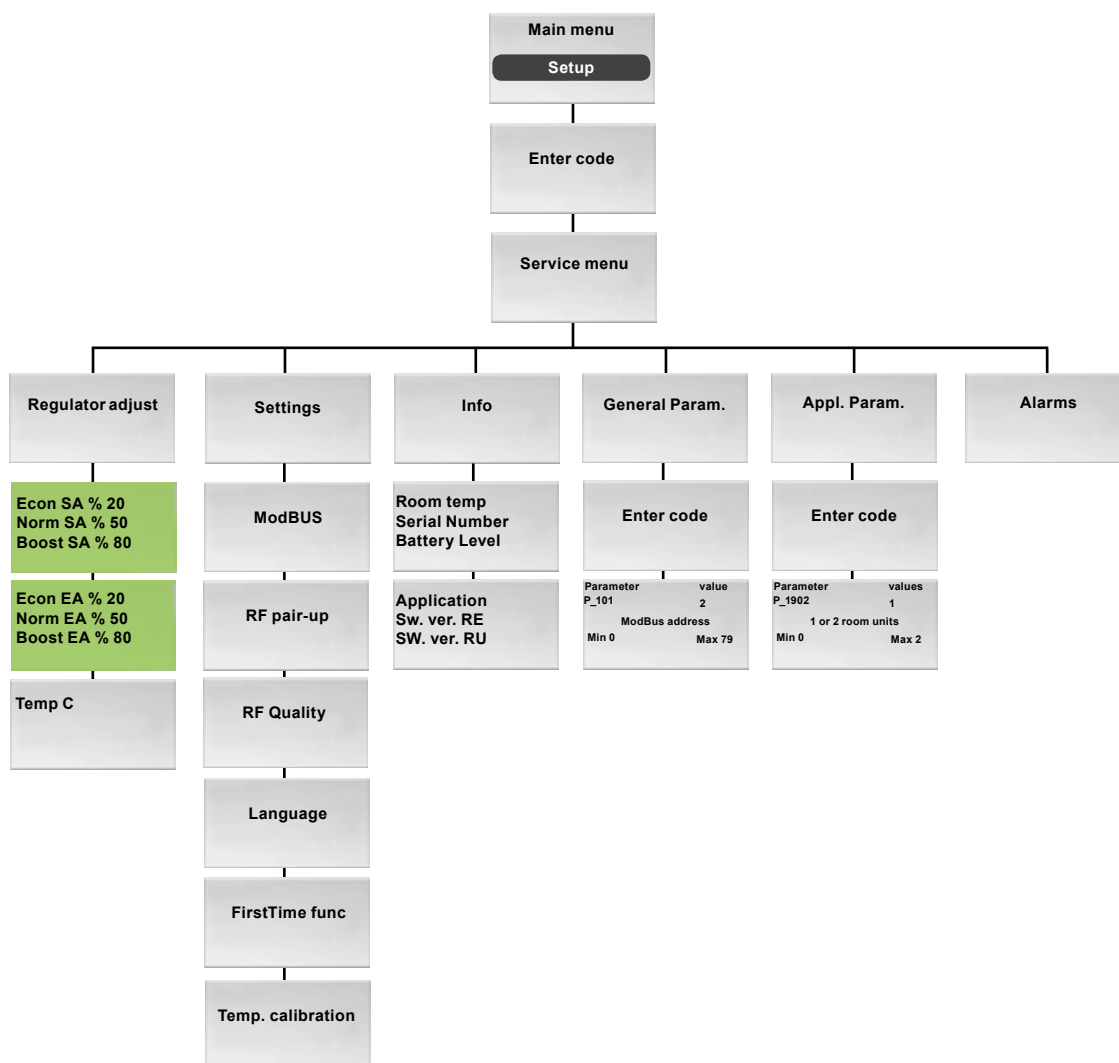 Main menu
Setup
Enter code
Service menu
Regulator adjust
Settings
Info
General Param.
Appl. Param.
Alarms
Econ SA % 20
Norm SA % 50
Boost SA % 80
Econ EA % 20
Norm EA % 50
Boost EA % 80
Temp C
ModBUS
RF pair-up
RF Quality
Language
FirstTime func
Temp. calibration
Room temp
Serial Number
Battery Level
Application
Sw. ver. RE
SW. ver. RU
Enter code
Parameter value
P_101 2
ModBus address
Min 0 Max 79
Enter code
Parameter values
P_1902 1
1 or 2 room units
Min 0 Max 2